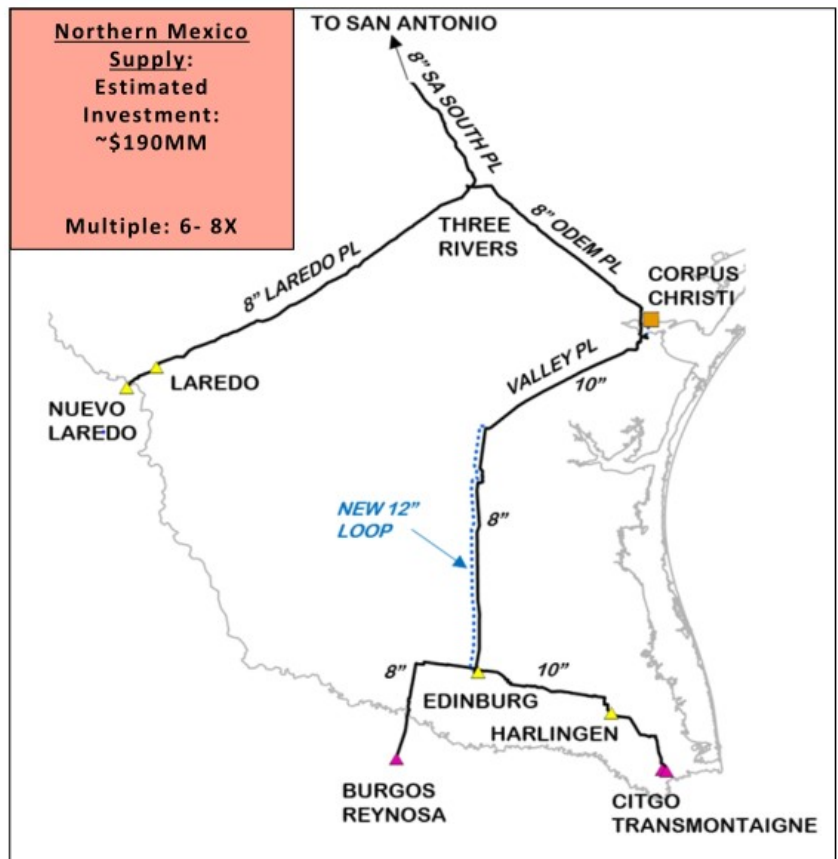 Northern Mexico
Supply:
Estimated
Investment:
~$190MM
Multiple: 6- 8X
TO SAN ANTONIO
8” SA SOUTH PL
THREE
RIVERS
8” ODEM PL
8” LAREDO PL
CORPUS
CHRISTI
LAREDO
NUEVO
LAREDO
VALLEY PL
10”
NEW 12”
LOOP
8”
8”
10”
EDINBURG
HARLINGEN
BURGOS
REYNOSA
CITGO
TRANSMONTAIGNE